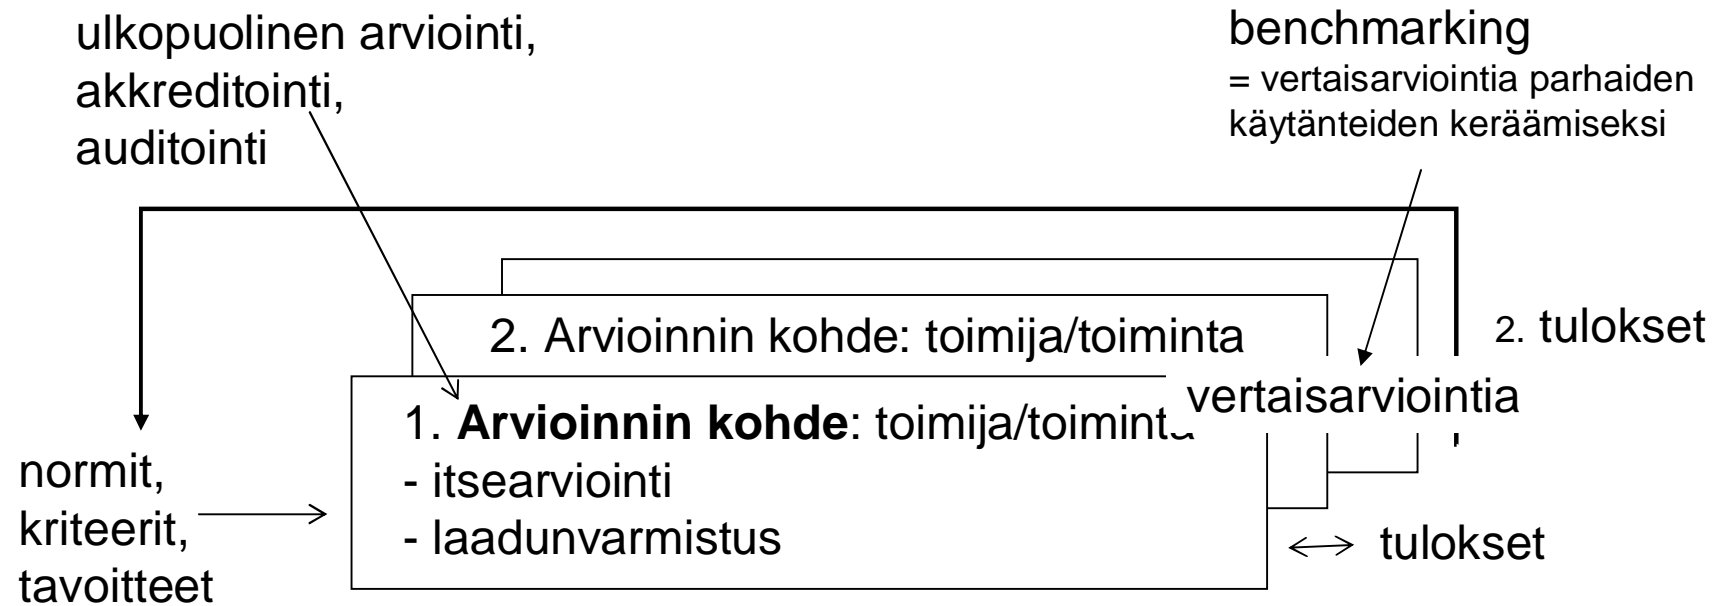 ulkopuolinen arviointi,
akkreditointi,
auditointi
benchmarking
= vertaisarviointia parhaiden
käytänteiden keräämiseksi
2. Arvioinnin kohde: toimija/toiminta
2. tulokset
vertaisarviointia
1. Arvioinnin kohde: toimija/toiminta
- itsearviointi
- laadunvarmistus
normit,
kriteerit,
tavoitteet
tulokset